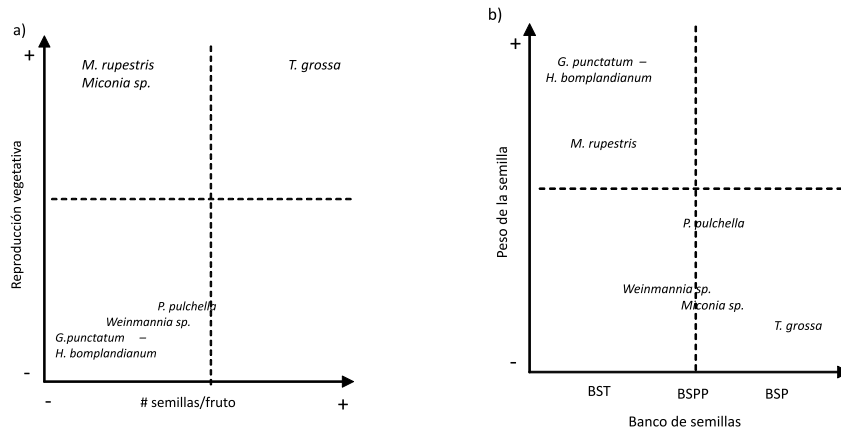 a)
+
M. rupestris
Miconia sp.
T. grossa
Reproducción vegetativa
P. pulchella
Weinmannia sp.
G.punctatum –
H. bomplandianum
-
-
# semillas/fruto
+
b)
+
G. punctatum –
H. bomplandianum
M. rupestris
Peso de la semilla
P. pulchella
Weinmannia sp.
Miconia sp.
T. grossa
-
BST
BSPP
BSP
Banco de semillas